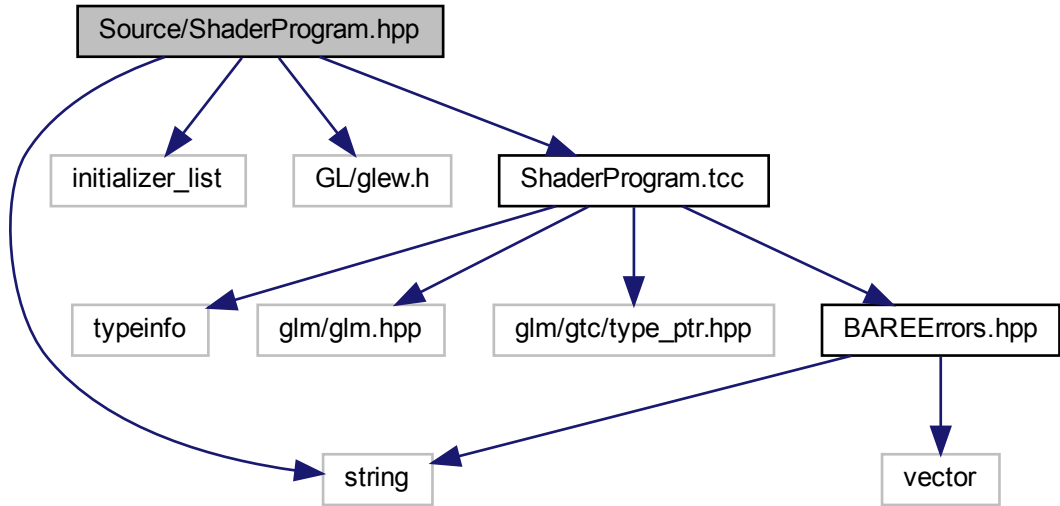 Source/ShaderProgram.hpp
initializer_list
GL/glew.h
ShaderProgram.tcc
typeinfo
glm/glm.hpp
glm/gtc/type_ptr.hpp
BAREErrors.hpp
string
vector